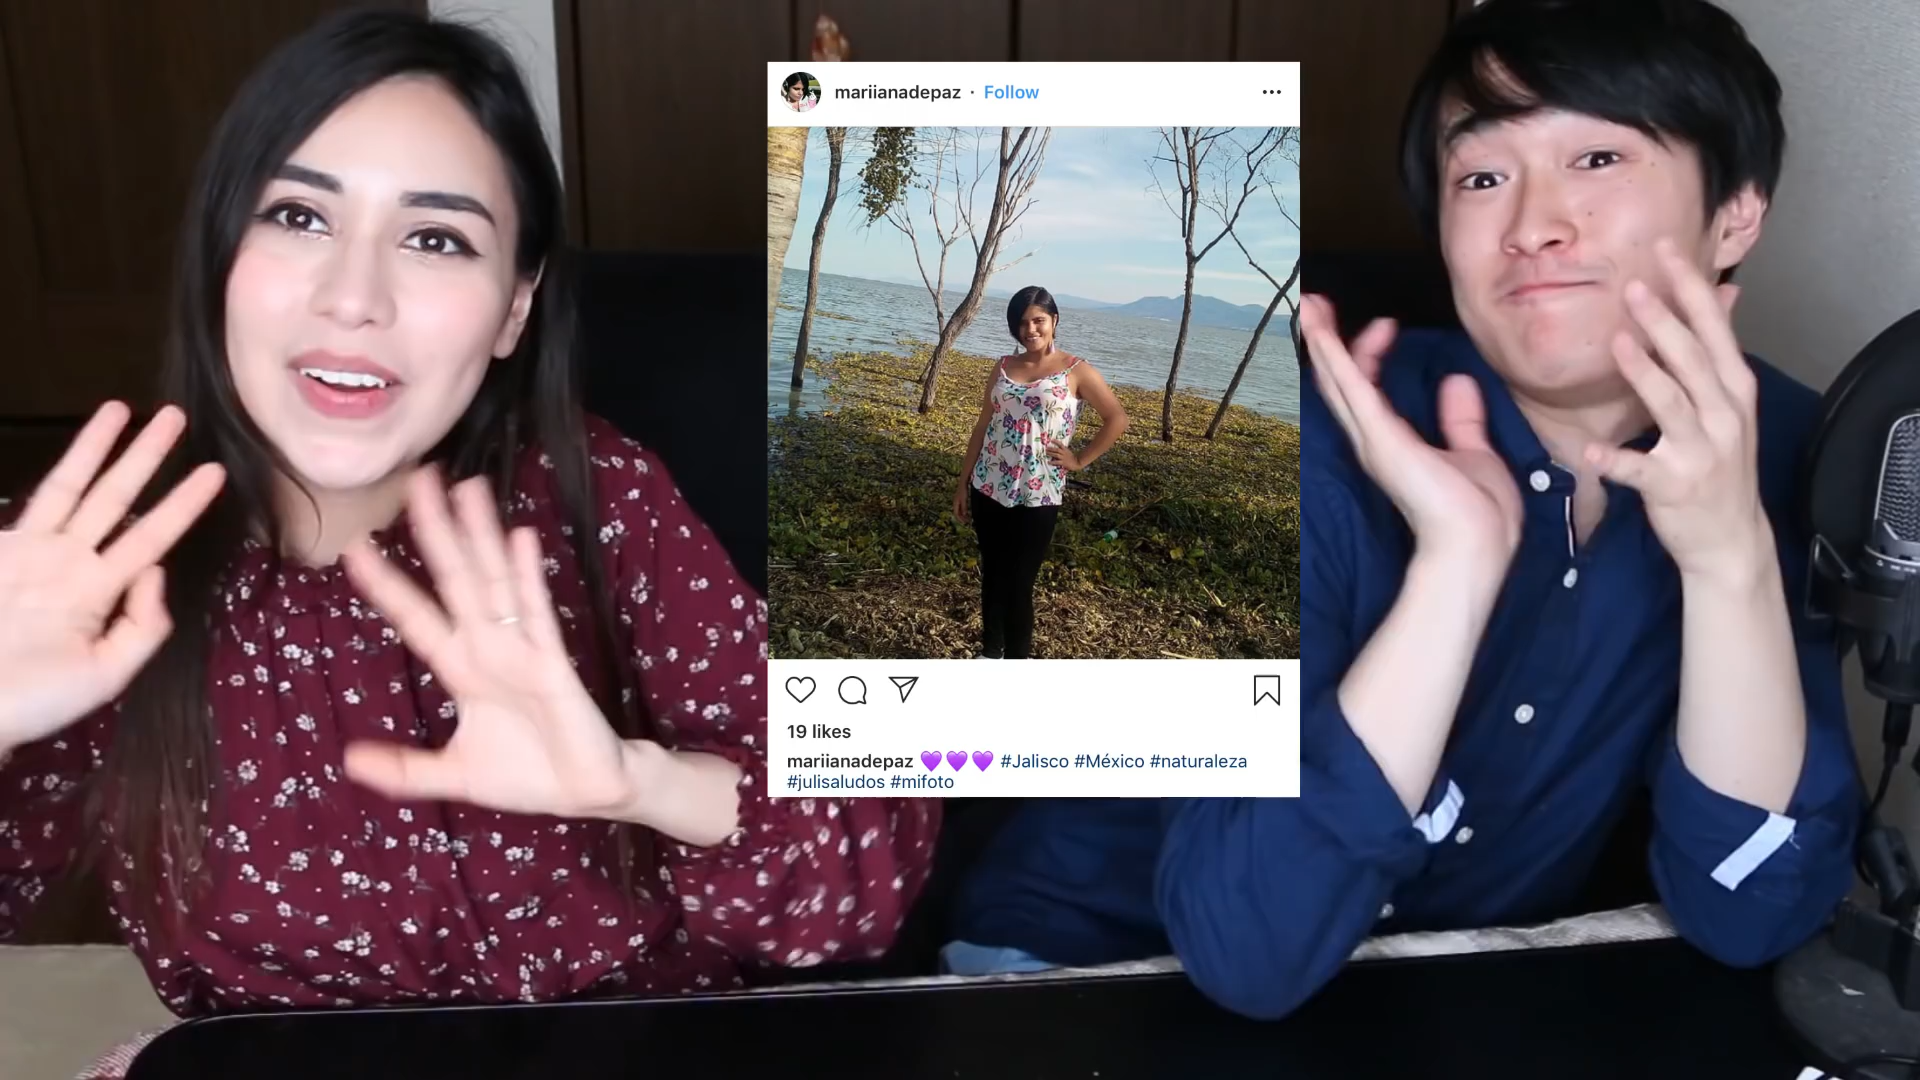 mariianadepaz · Follow
19 likes
mariianadepaz 💜💜💜 #Jalisco #México #naturaleza
#julisaludos #mifoto